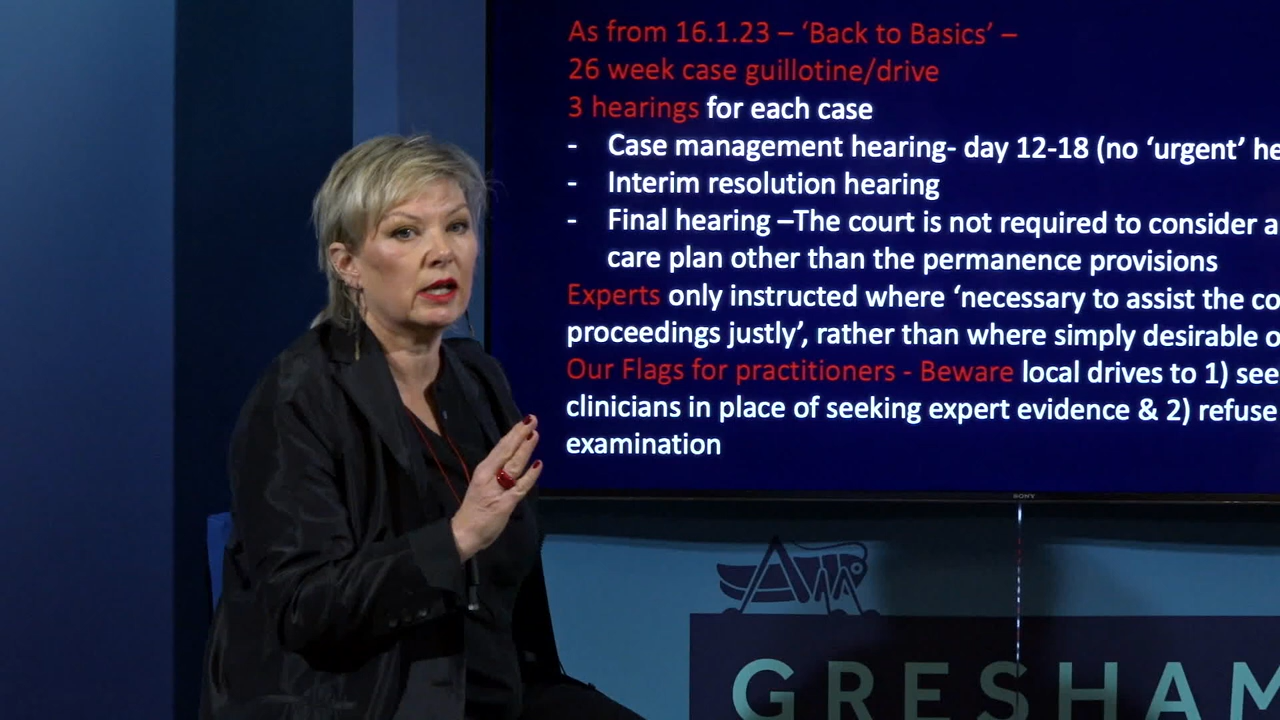 As from 16.1.23 – ‘Back to Basics’ –
26 week case guillotine/drive
3 hearings for each case
- Case management hearing- day 12-18 (no ‘urgent’ he
- Interim resolution hearing
- Final hearing –The court is not required to consider a
care plan other than the permanence provisions
Experts only instructed where ‘necessary to assist the co
proceedings justly’, rather than where simply desirable o
Our Flags for practitioners - Beware local drives to 1) see
clinicians in place of seeking expert evidence & 2) refuse
examination
SONY
GRESHAM